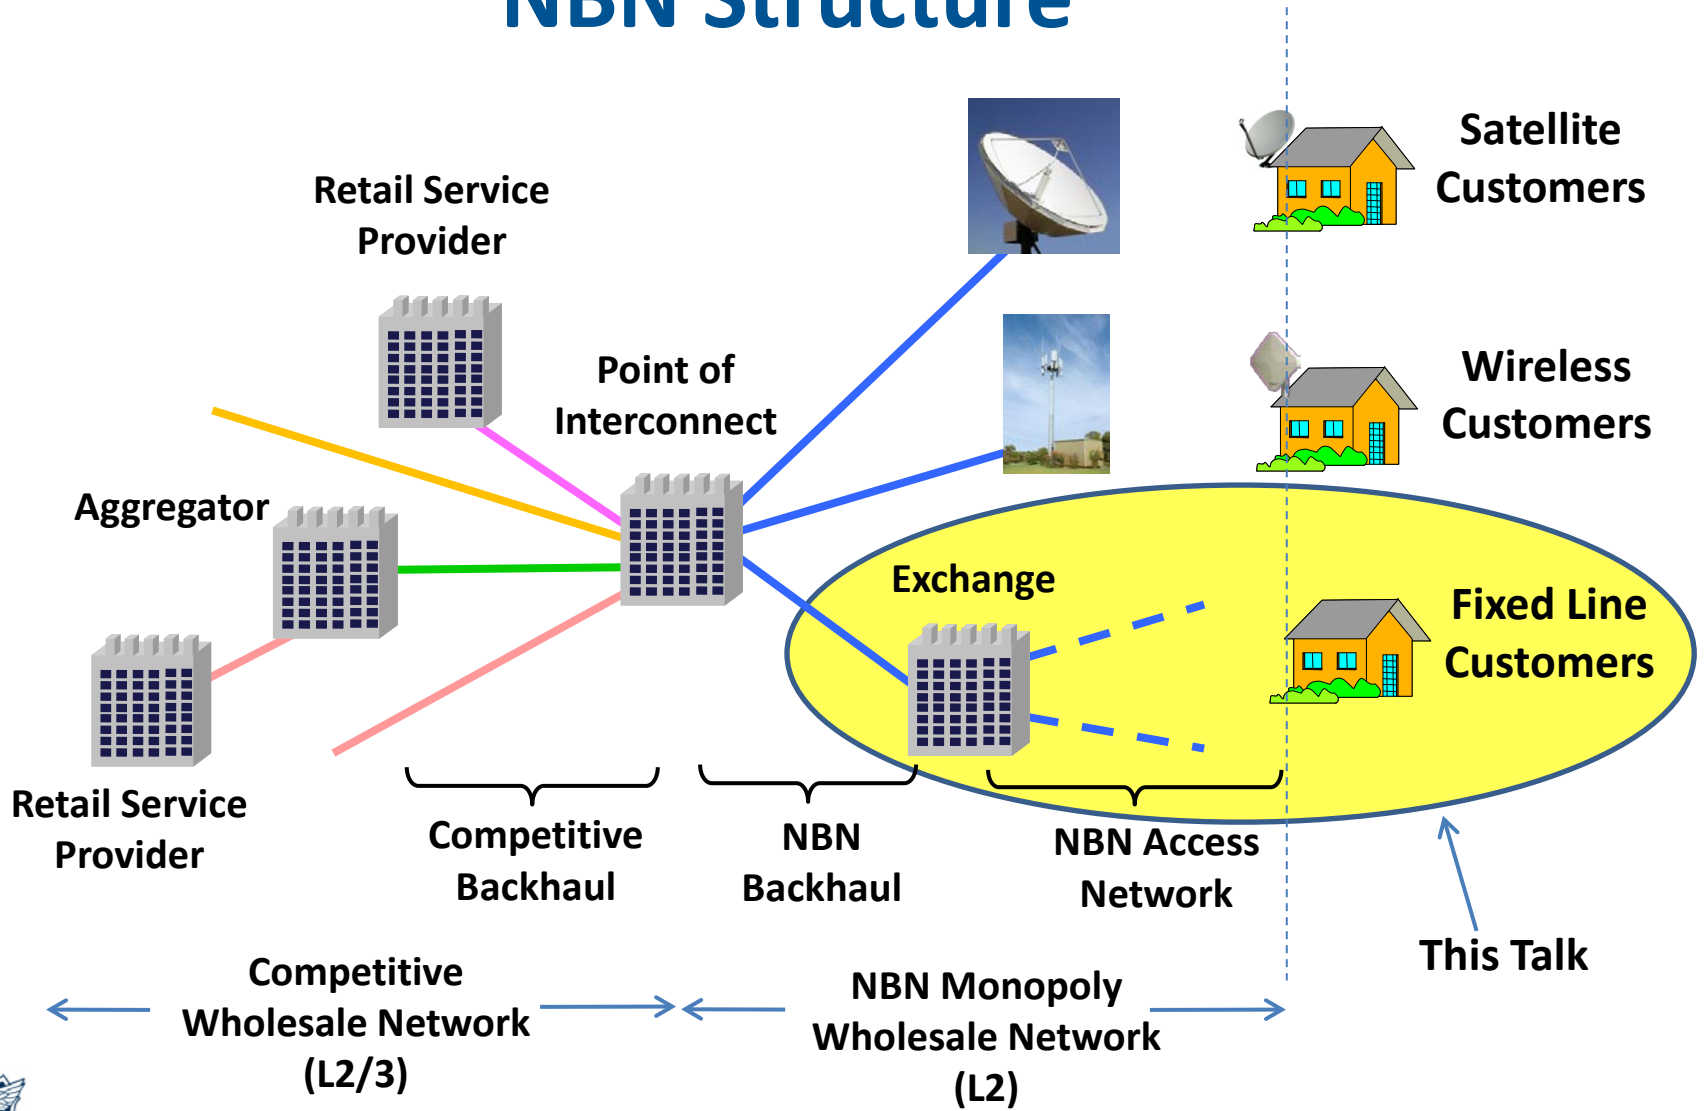 NBN Structure
Satellite
Customers
Retail Service
Provider
Point of
Interconnect
Wireless
Customers
Aggregator
Exchange
Fixed Line
Customers
Retail Service
Provider
Competitive
Backhaul
NBN
Backhaul
NBN Access
Network
This Talk
Competitive
Wholesale Network
(L2/3)
NBN Monopoly
Wholesale Network
(L2)